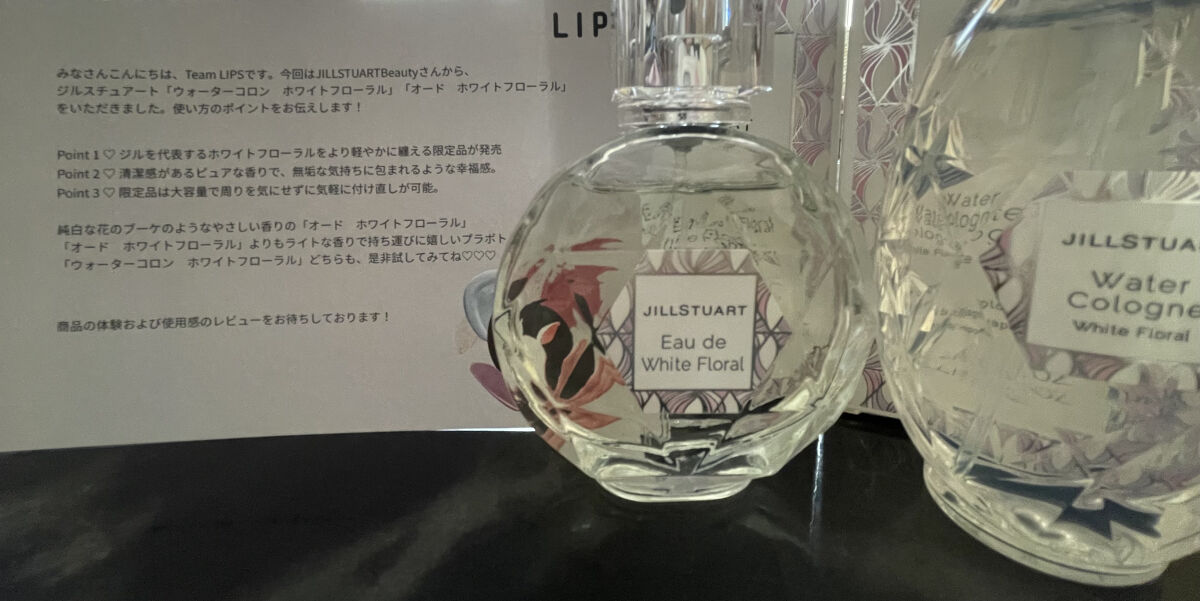 LIP
みなさんこんにちは、Team LIPSです。今回はJILLSTUARTBeautyさんから、
ジルスチュアート「ウォーターコロン　ホワイトフローラル」「オード　ホワイトフローラル」
をいただきました。使い方のポイントをお伝えします！
Point 1 ♡ ジルを代表するホワイトフローラルをより軽やかに纏える限定品が発売
Point 2 ♡ 清潔感があるピュアな香りで、無垢な気持ちに包まれるような幸福感。
Point 3 ♡ 限定品は大容量で周りを気にせずに気軽に付け直しが可能。
純白な花のブーケのようなやさしい香りの「オード　ホワイトフローラル」
「オード　ホワイトフローラル」よりもライトな香りで持ち運びに嬉しいプラボト
「ウォーターコロン　ホワイトフローラル」どちらも、是非試してみてね♡♡♡
商品の体験および使用感のレビューをお待ちしております！
JILLSTUART
Eau de
White Floral
JILLSTUA
Water
Cologne
White Floral